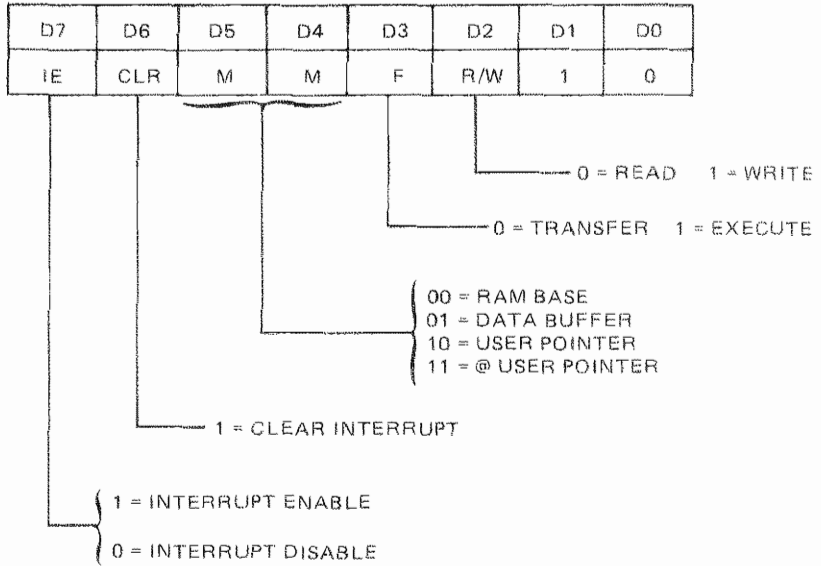 D7 D6 D5 D4 D3 D2 D1 D0
IE CLR M M F R/W 1 0
0 = READ 1 = WRITE
0 = TRANSFER 1 = EXECUTE
00 = RAM BASE
01 = DATA BUFFER
10 = USER POINTER
11 = @ USER POINTER
1 = CLEAR INTERRUPT
1 = INTERRUPT ENABLE
0 = INTERRUPT DISABLE